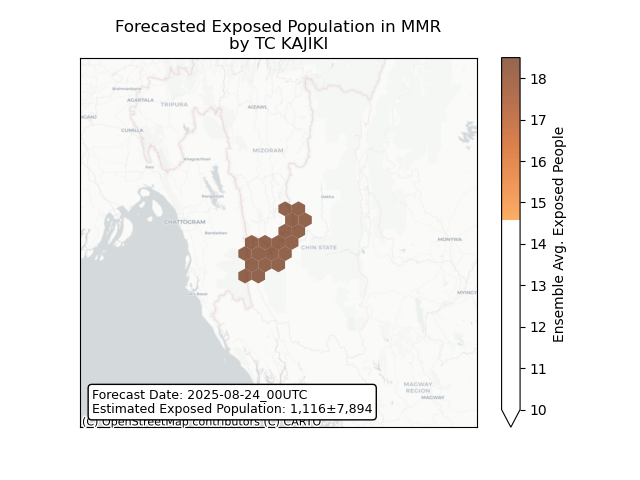 Forecasted Exposed Population in MMR
by TC KAJIKI
AGARTALA
TRIPURA
AIZAWL
CUMILLA
MIZORAM
CHATTOGRAM
CHIN STATE
MONYWA
MAGWAY
REGION
MAGWAY
Forecast Date: 2025-08-24_00UTC
Estimated Exposed Population: 1,116±7,894
(C) OpenStreetMap contributors (C) CARTO
18
17
16
15
14
13
12
11
10
Ensemble Avg. Exposed People